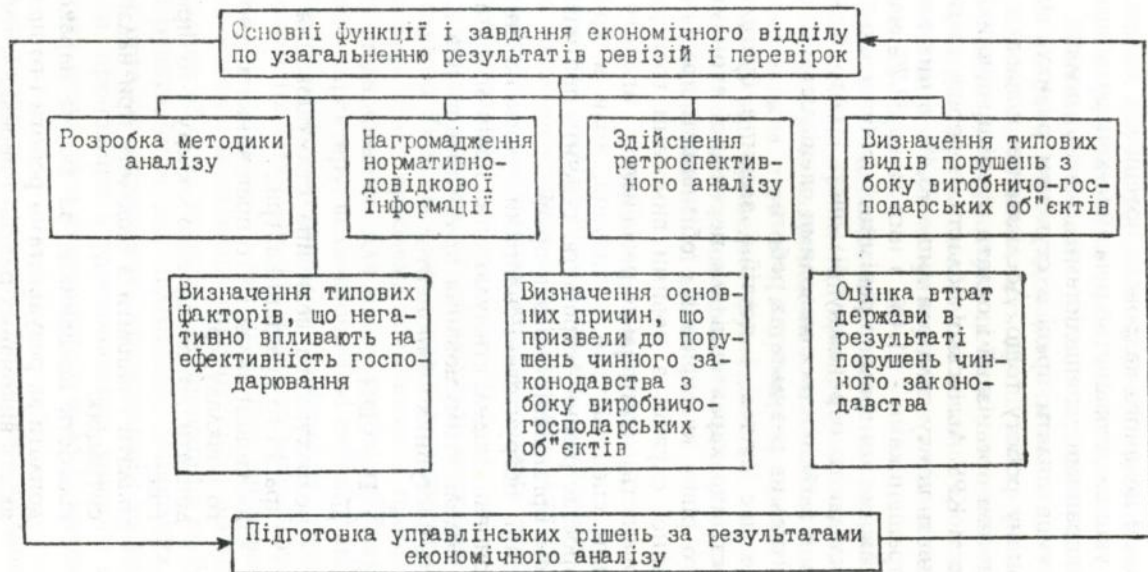 Основні функції і завдання економічного відділу
по узагальненню результатів ревізій і перевірок
Розробка методики
аналізу
Нагромадження
нормативно-
довідкової
інформації
Здійснення
ретроспектив-
ного аналізу
Визначення типових
видів порушень з
боку виробничо-гос-
подарських об"єктів
Визначення типових
факторів, що нега-
тивно впливають на
ефективність госпо-
дарювання
Визначення основ-
них причин, що
призвели до пору-
шень чинного за-
конодавства з
боку виробничо-
господарських
об"єктів
Оцінка втрат
держави в
результаті
порушень чин-
ного законо-
давства
Підготовка управлінських рішень за результатами
економічного аналізу